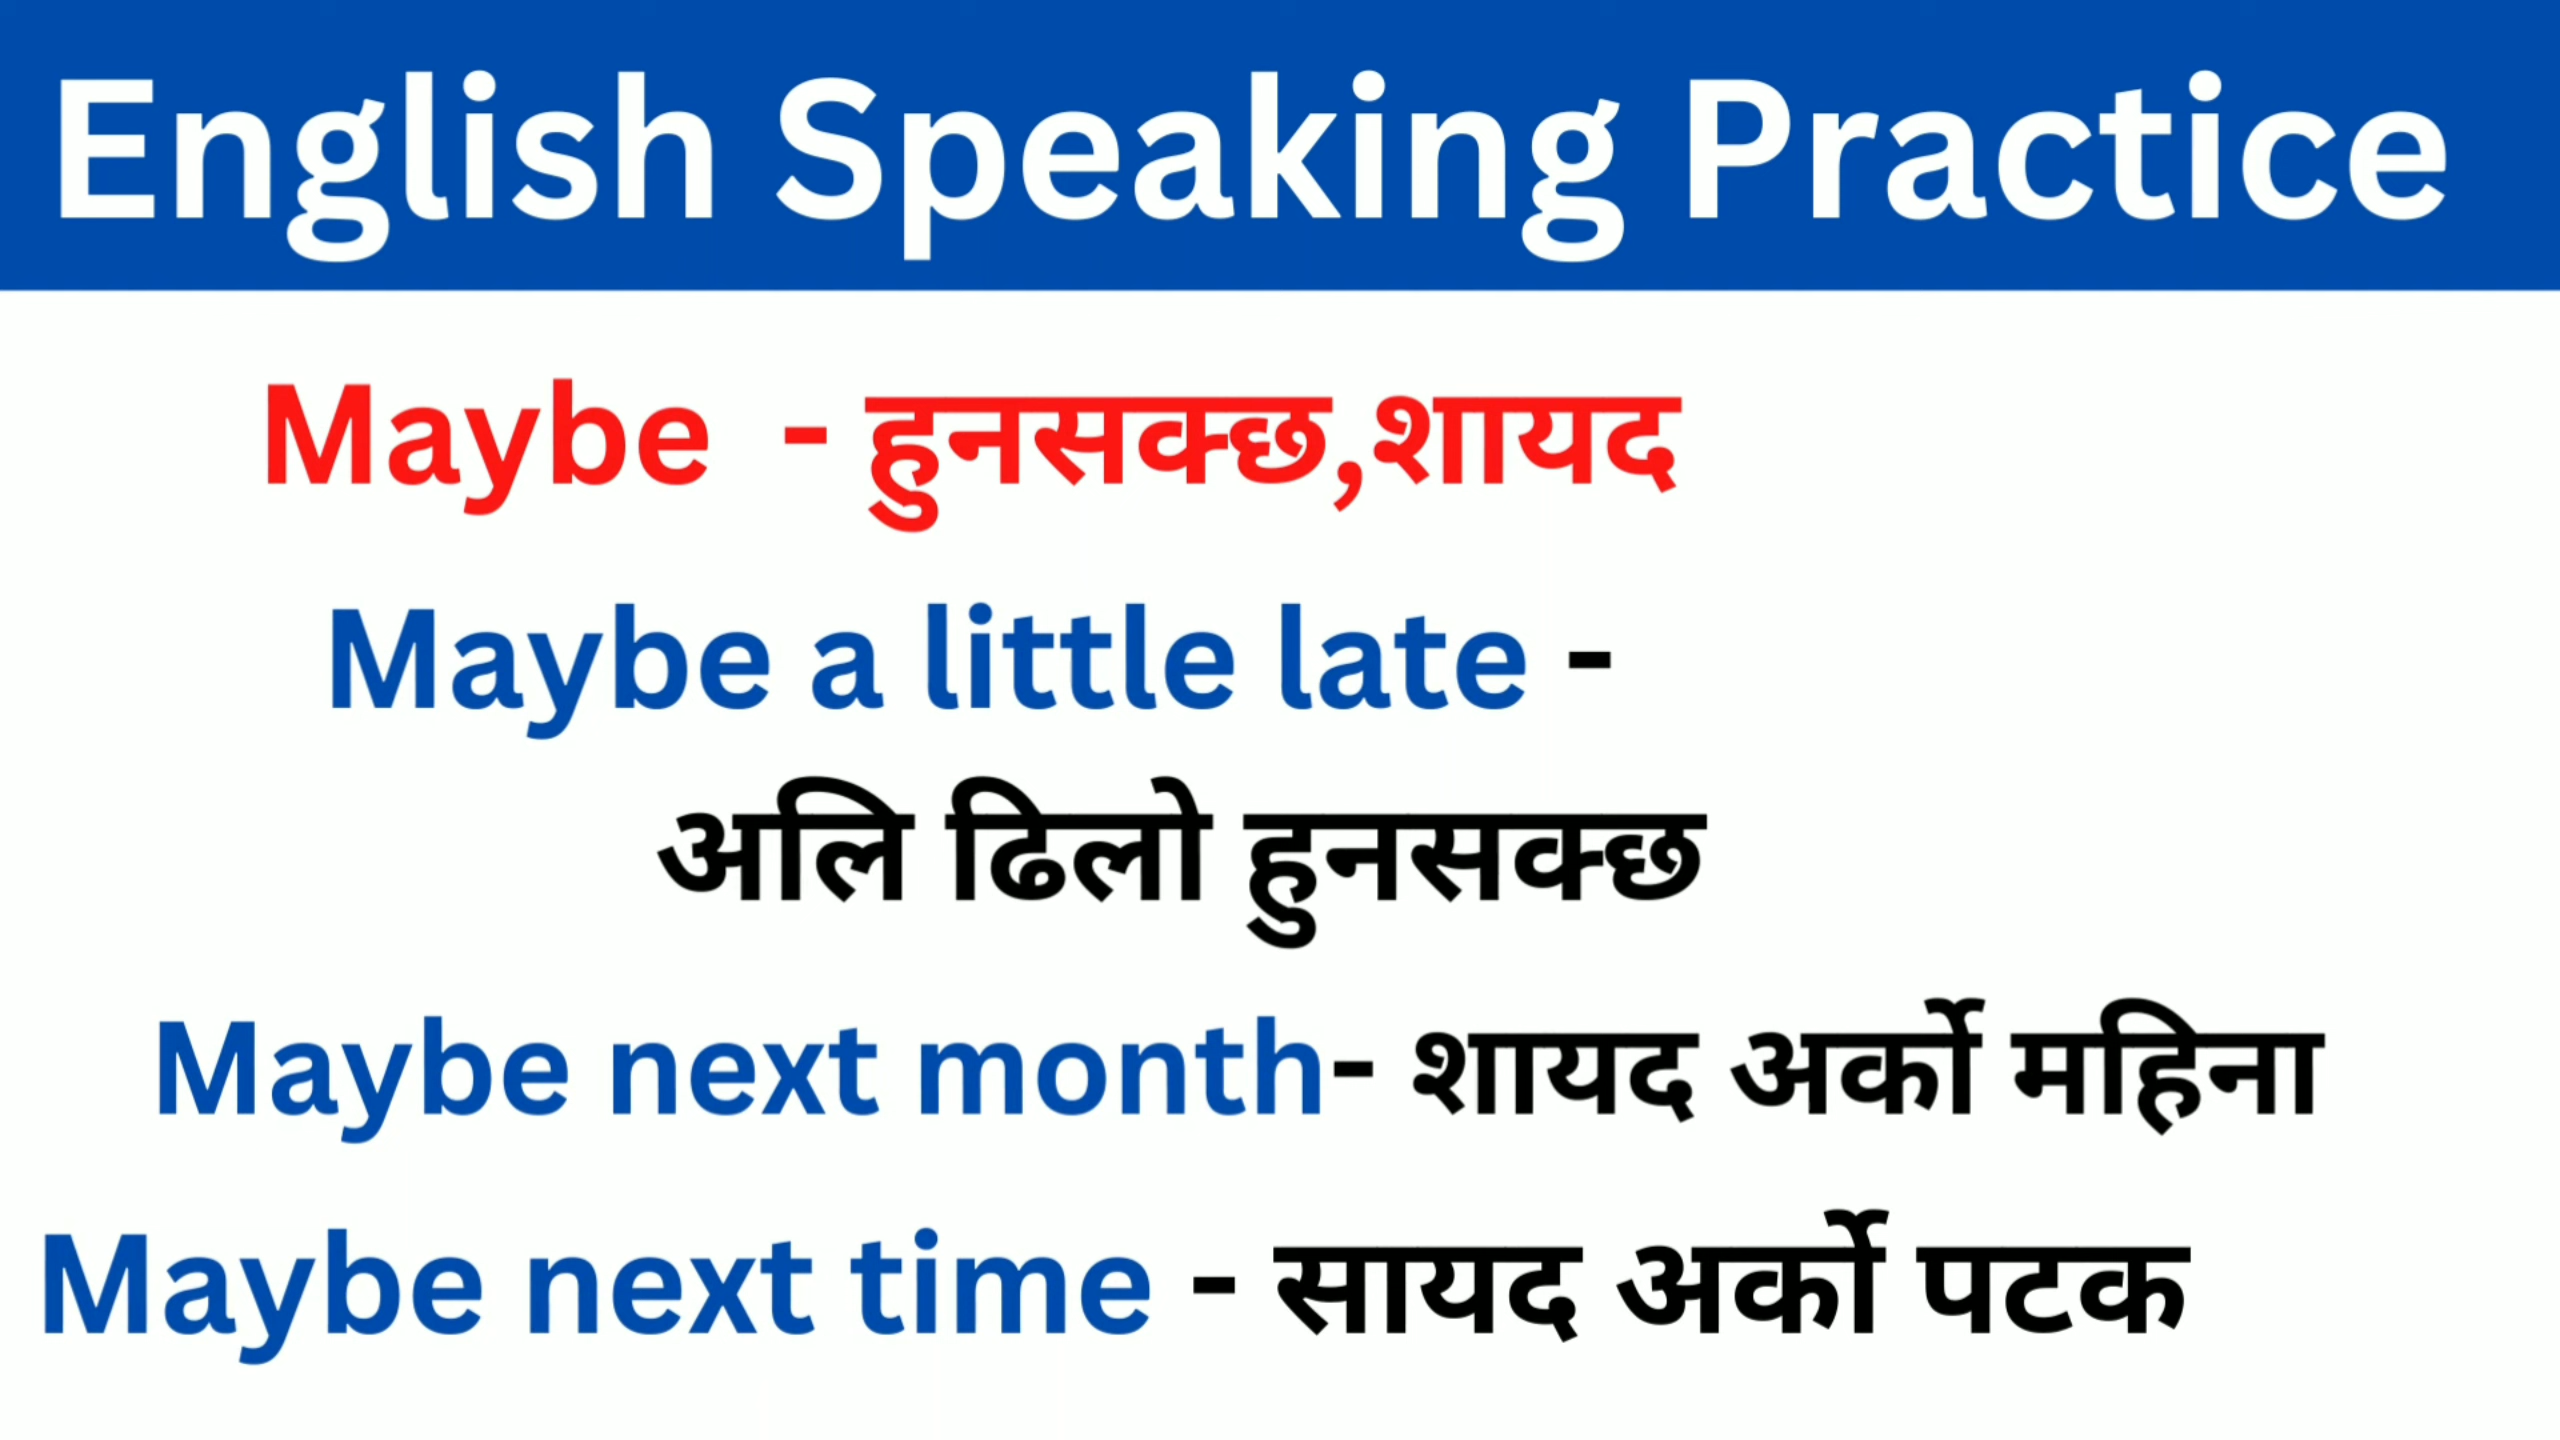 English Speaking Practice
Maybe - हुनसक्छ,शायद
Maybe a little late -
अलि ढिलो हुनसक्छ
Maybe next month- शायद अर्को महिना
Maybe next time - सायद अर्को पटक